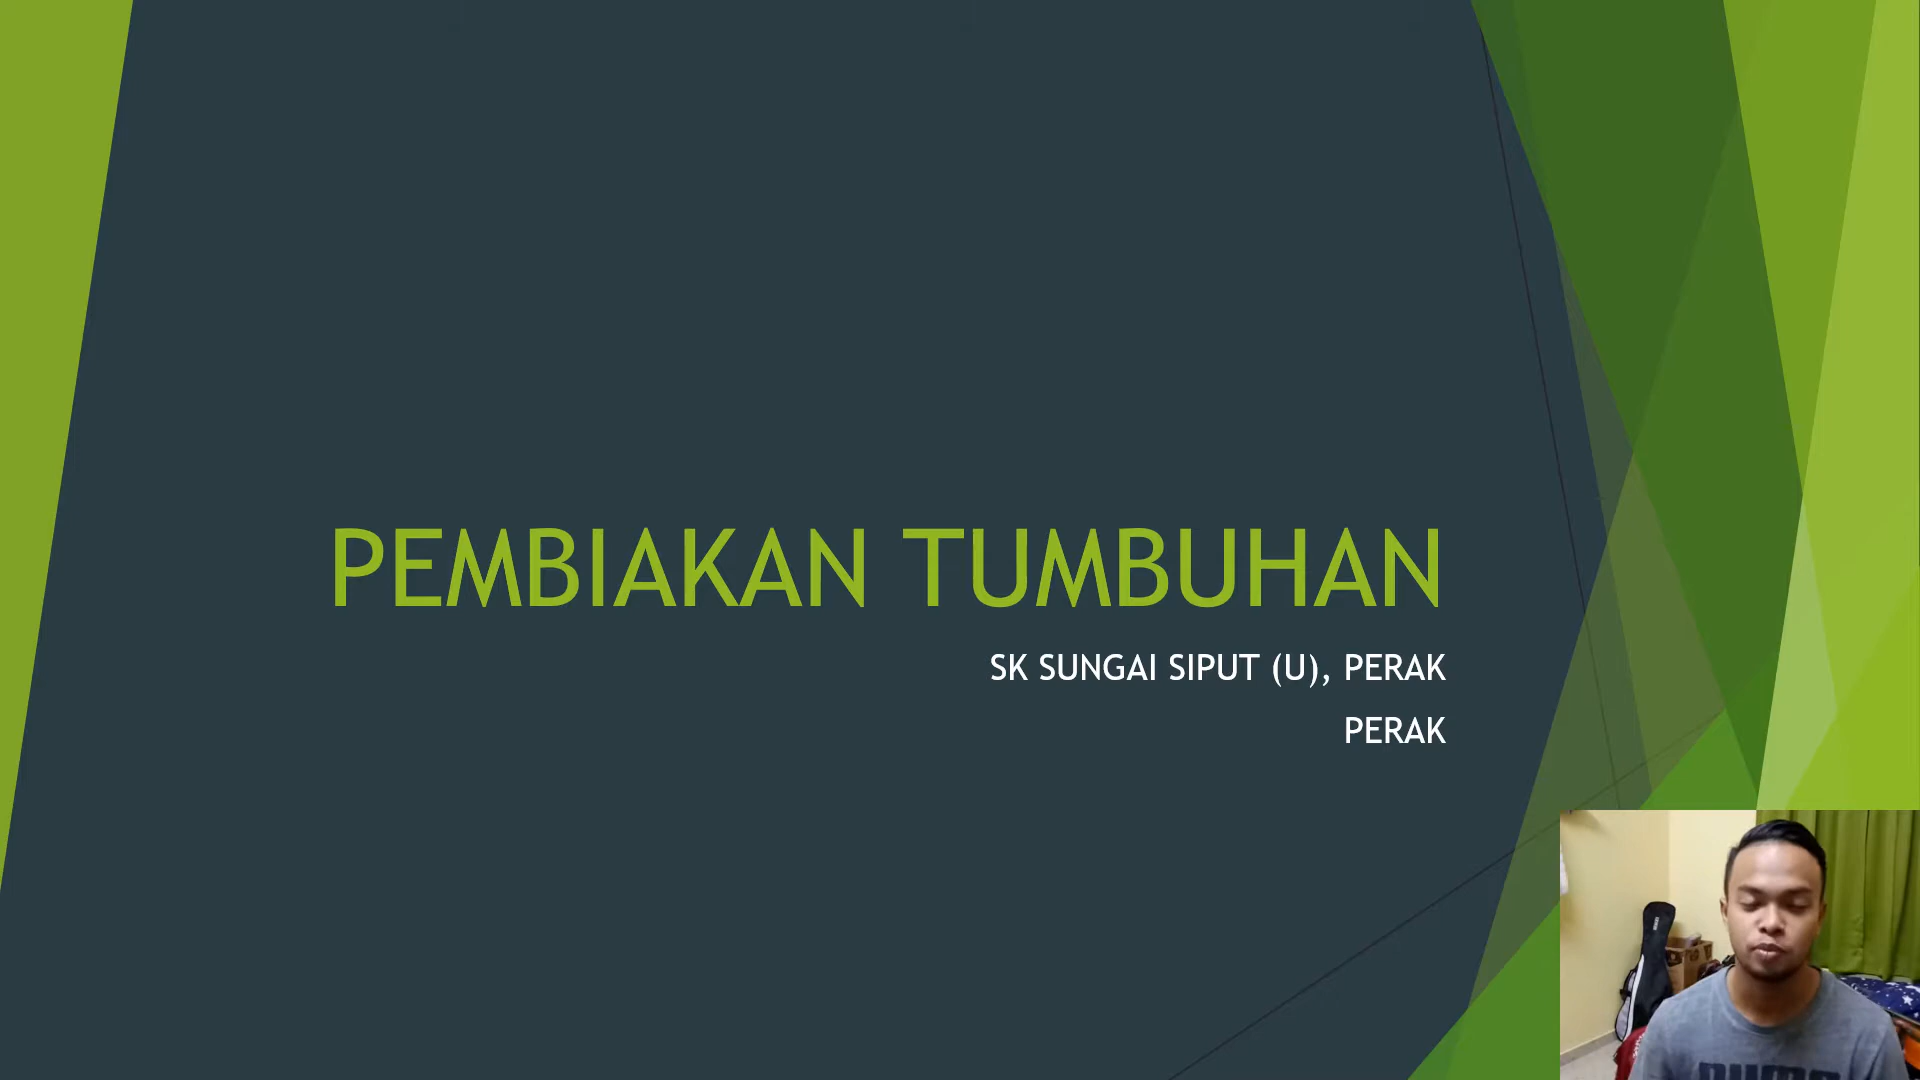 PEMBIAKAN TUMBUHAN
SK SUNGAI SIPUT (U), PERAK
PERAK